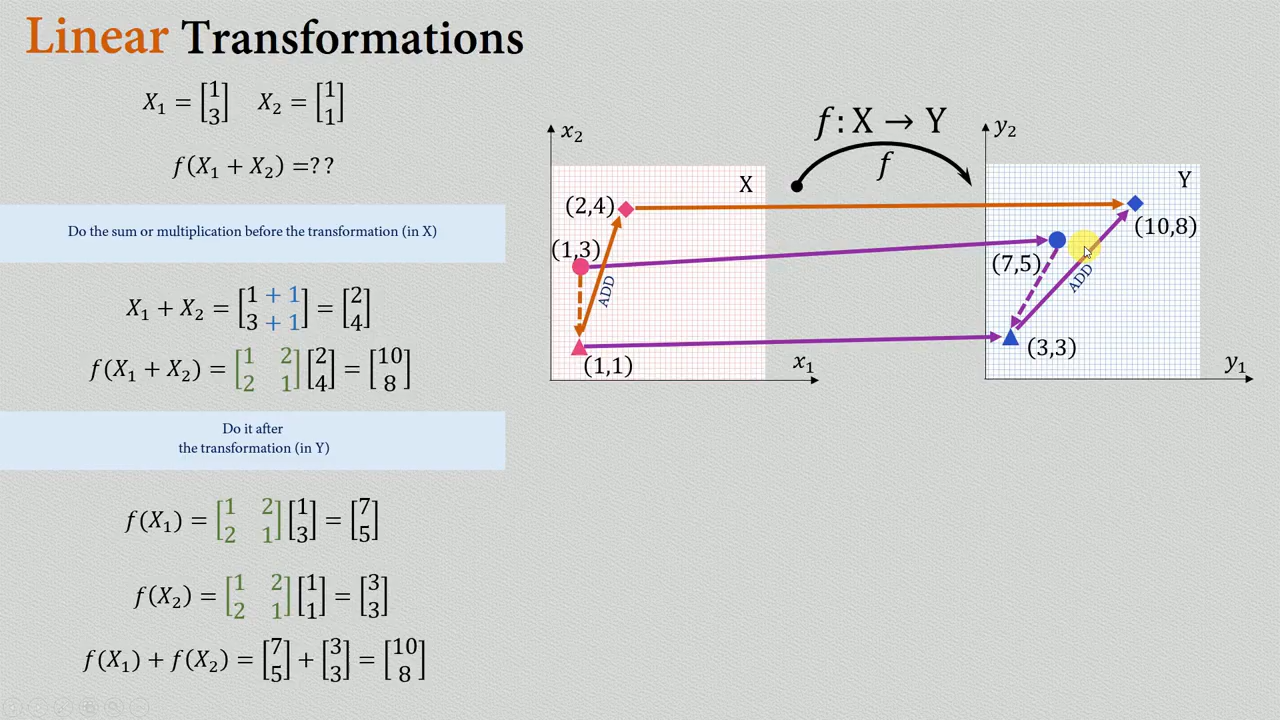 Linear Transformations
X₁ = [1 3] X₂ = [1 1]
f(X₁ + X₂) =??
Do the sum or multiplication before the transformation (in X)
X₁ + X₂ = [1 + 1 3 + 1] = [2 4]
f(X₁ + X₂) = [1 2 2 1] [2 4] = [10 8]
Do it after
the transformation (in Y)
f(X₁) = [1 2 2 1] [1 3] = [7 5]
f(X₂) = [1 2 2 1] [1 1] = [3 3]
f(X₁) + f(X₂) = [7 5] + [3 3] = [10 8]
f: X → Y
f
x₂
X
(2,4)
(1,3)
ADD
(1,1)
x₁
y₂
Y
(10,8)
(7,5)
ADD
(3,3)
y₁